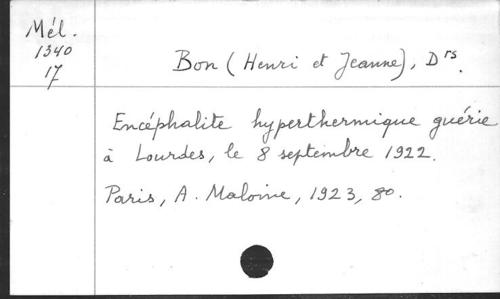 Mél.
1340
17
Bon (Henri et Jeanne), Drs.
Encéphalite hyperthermique guérie
à Lourdes, le 8 septembre 1922.
Paris, A. Maloine, 1923, 8o.